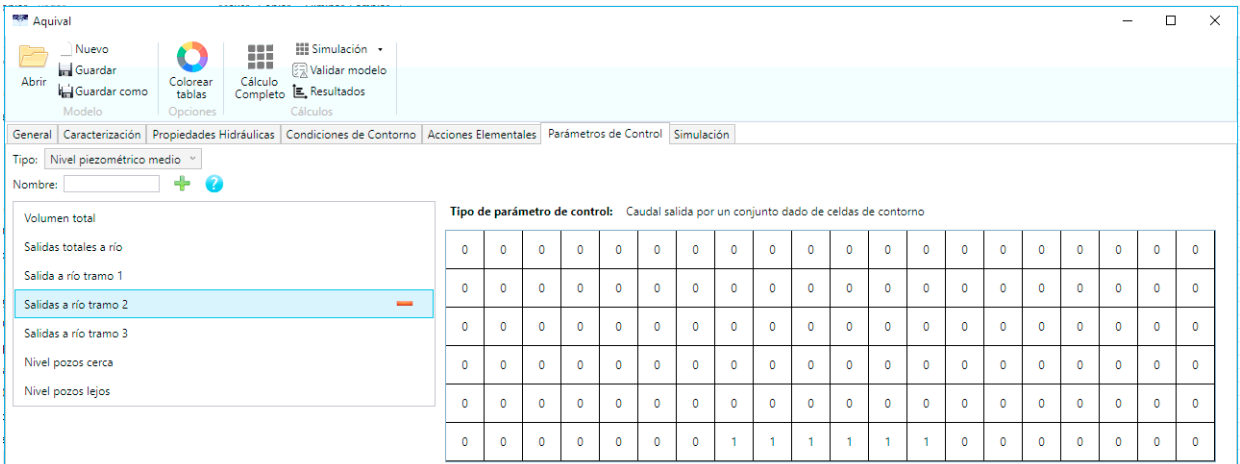 Aquival
Abrir
Nuevo
Guardar
Guardar como
Modelo
Colorear
tablas
Opciones
Cálculo
Completo
Simulación
Validar modelo
Resultados
Cálculos
General Caracterización Propiedades Hidráulicas Condiciones de Contorno Acciones Elementales Parámetros de Control Simulación
Tipo: Nivel piezométrico medio
Nombre:
Volumen total
Salidas totales a río
Salida a río tramo 1
Salidas a río tramo 2
Salidas a río tramo 3
Nivel pozos cerca
Nivel pozos lejos
Tipo de parámetro de control: Caudal salida por un conjunto dado de celdas de contorno
0 0 0 0 0 0 0 0 0 0 0 0 0 0 0 0 0 0 0 0
0 0 0 0 0 0 0 0 0 0 0 0 0 0 0 0 0 0 0 0
0 0 0 0 0 0 0 0 0 0 0 0 0 0 0 0 0 0 0 0
0 0 0 0 0 0 0 0 0 0 0 0 0 0 0 0 0 0 0 0
0 0 0 0 0 0 0 0 0 0 0 0 0 0 0 0 0 0 0 0
0 0 0 0 0 0 0 1 1 1 1 1 1 0 0 0 0 0 0 0